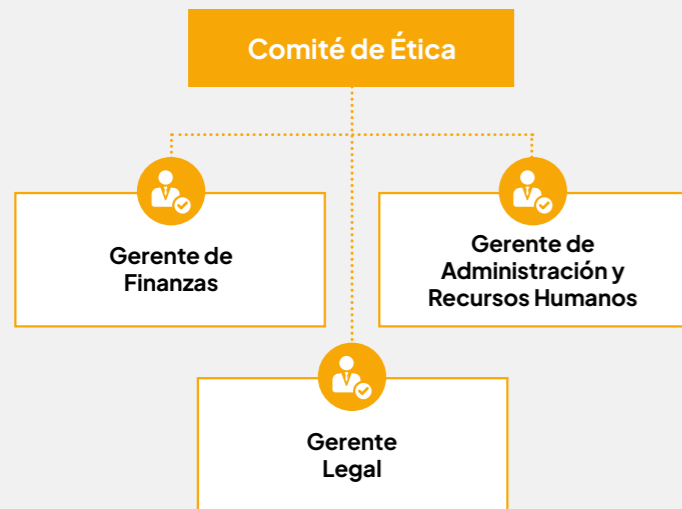 Comité de Ética
Gerente de
Finanzas
Gerente de
Administración y
Recursos Humanos
Gerente
Legal